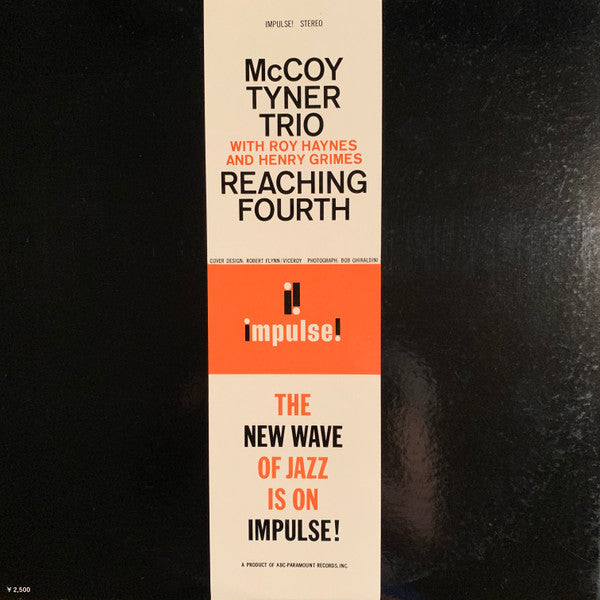 IMPULSE! STEREO
McCOY
TYNER
TRIO
WITH ROY HAYNES
AND HENRY GRIMES
REACHING
FOURTH
COVER DESIGN: ROBERT FLYNN/VICEROY PHOTOGRAPH: BOB GHIRALDINI
i!
impulse!
THE
NEW WAVE
OF JAZZ
IS ON
IMPULSE!
A PRODUCT OF ABC-PARAMOUNT RECORDS, INC.
¥ 2,500